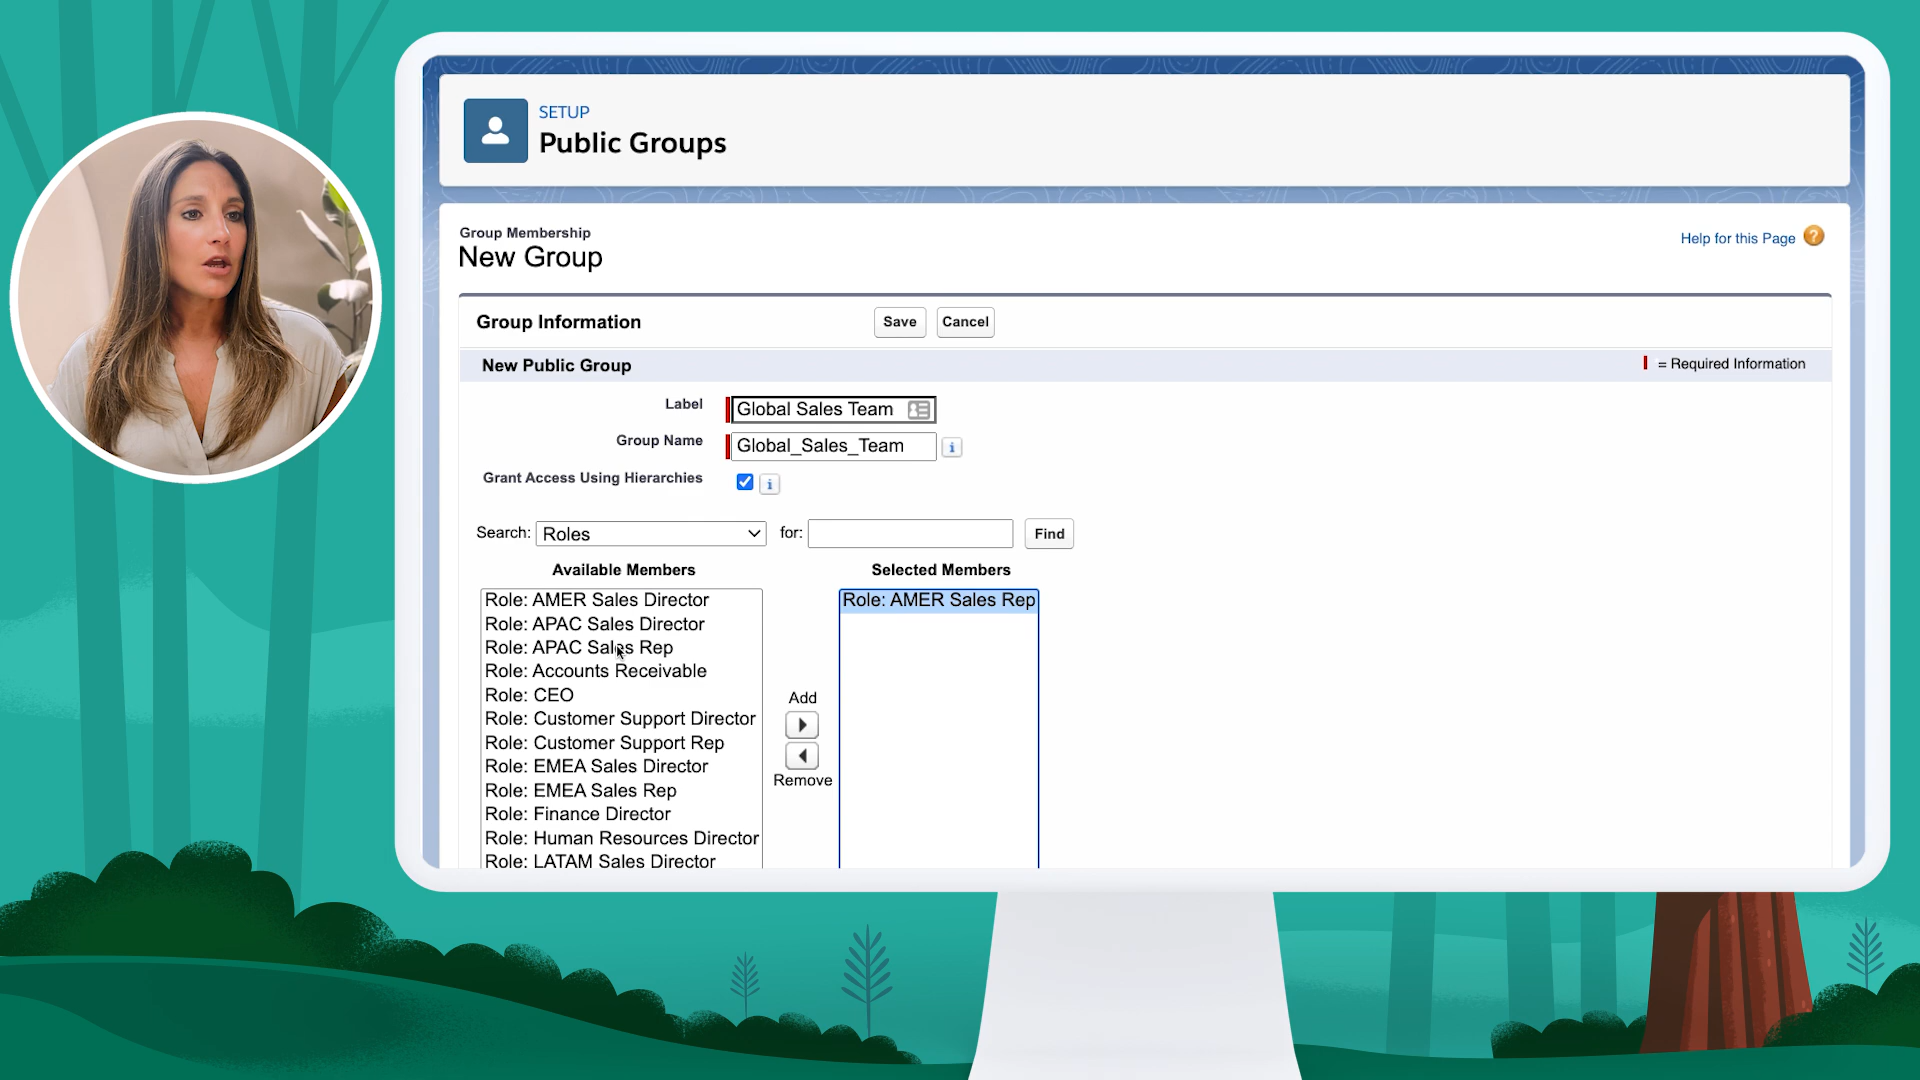 SETUP
Public Groups
Group Membership
New Group
Help for this Page ?
Group Information
Save
Cancel
New Public Group
= Required Information
Label
Global Sales Team
Group Name
Global_Sales_Team
i
Grant Access Using Hierarchies
i
Search:
Roles
for:
Find
Available Members
Selected Members
Role: AMER Sales Director
Role: APAC Sales Director
Role: APAC Sales Rep
Role: Accounts Receivable
Role: CEO
Role: Customer Support Director
Role: Customer Support Rep
Role: EMEA Sales Director
Role: EMEA Sales Rep
Role: Finance Director
Role: Human Resources Director
Role: LATAM Sales Director
Add
Remove
Role: AMER Sales Rep